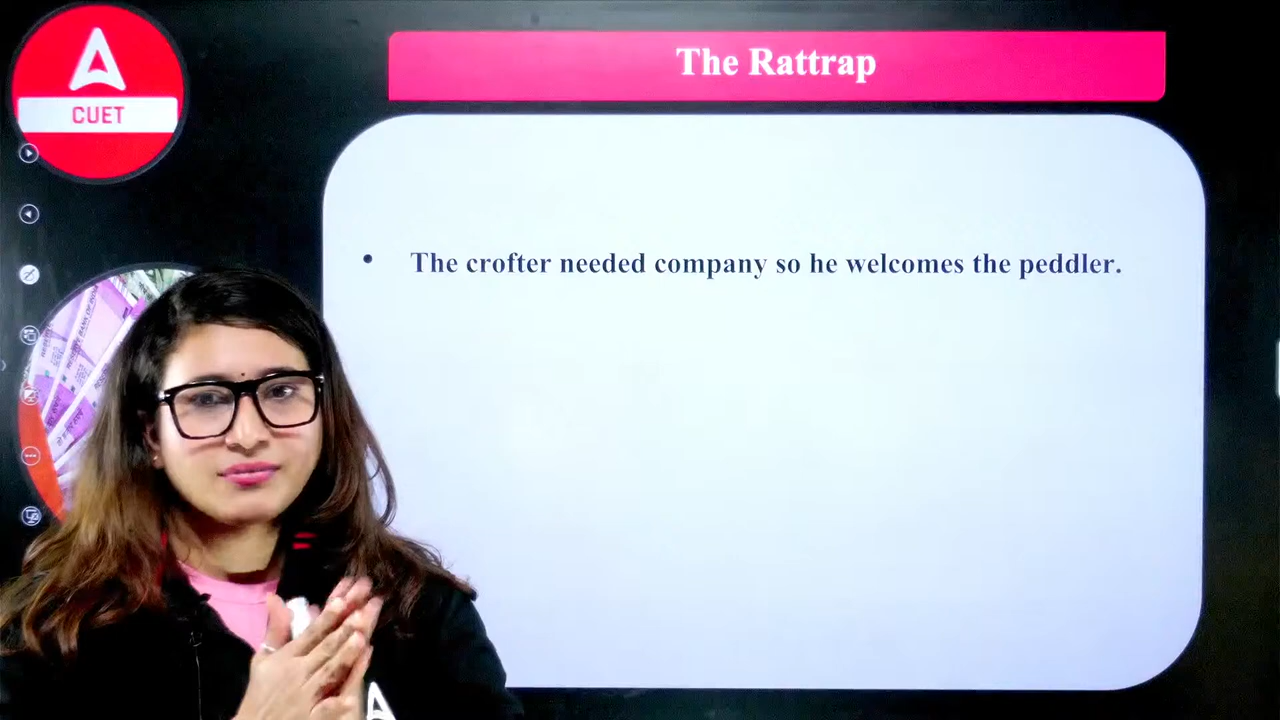 The Rattrap
CUET
• The crofter needed company so he welcomes the peddler.